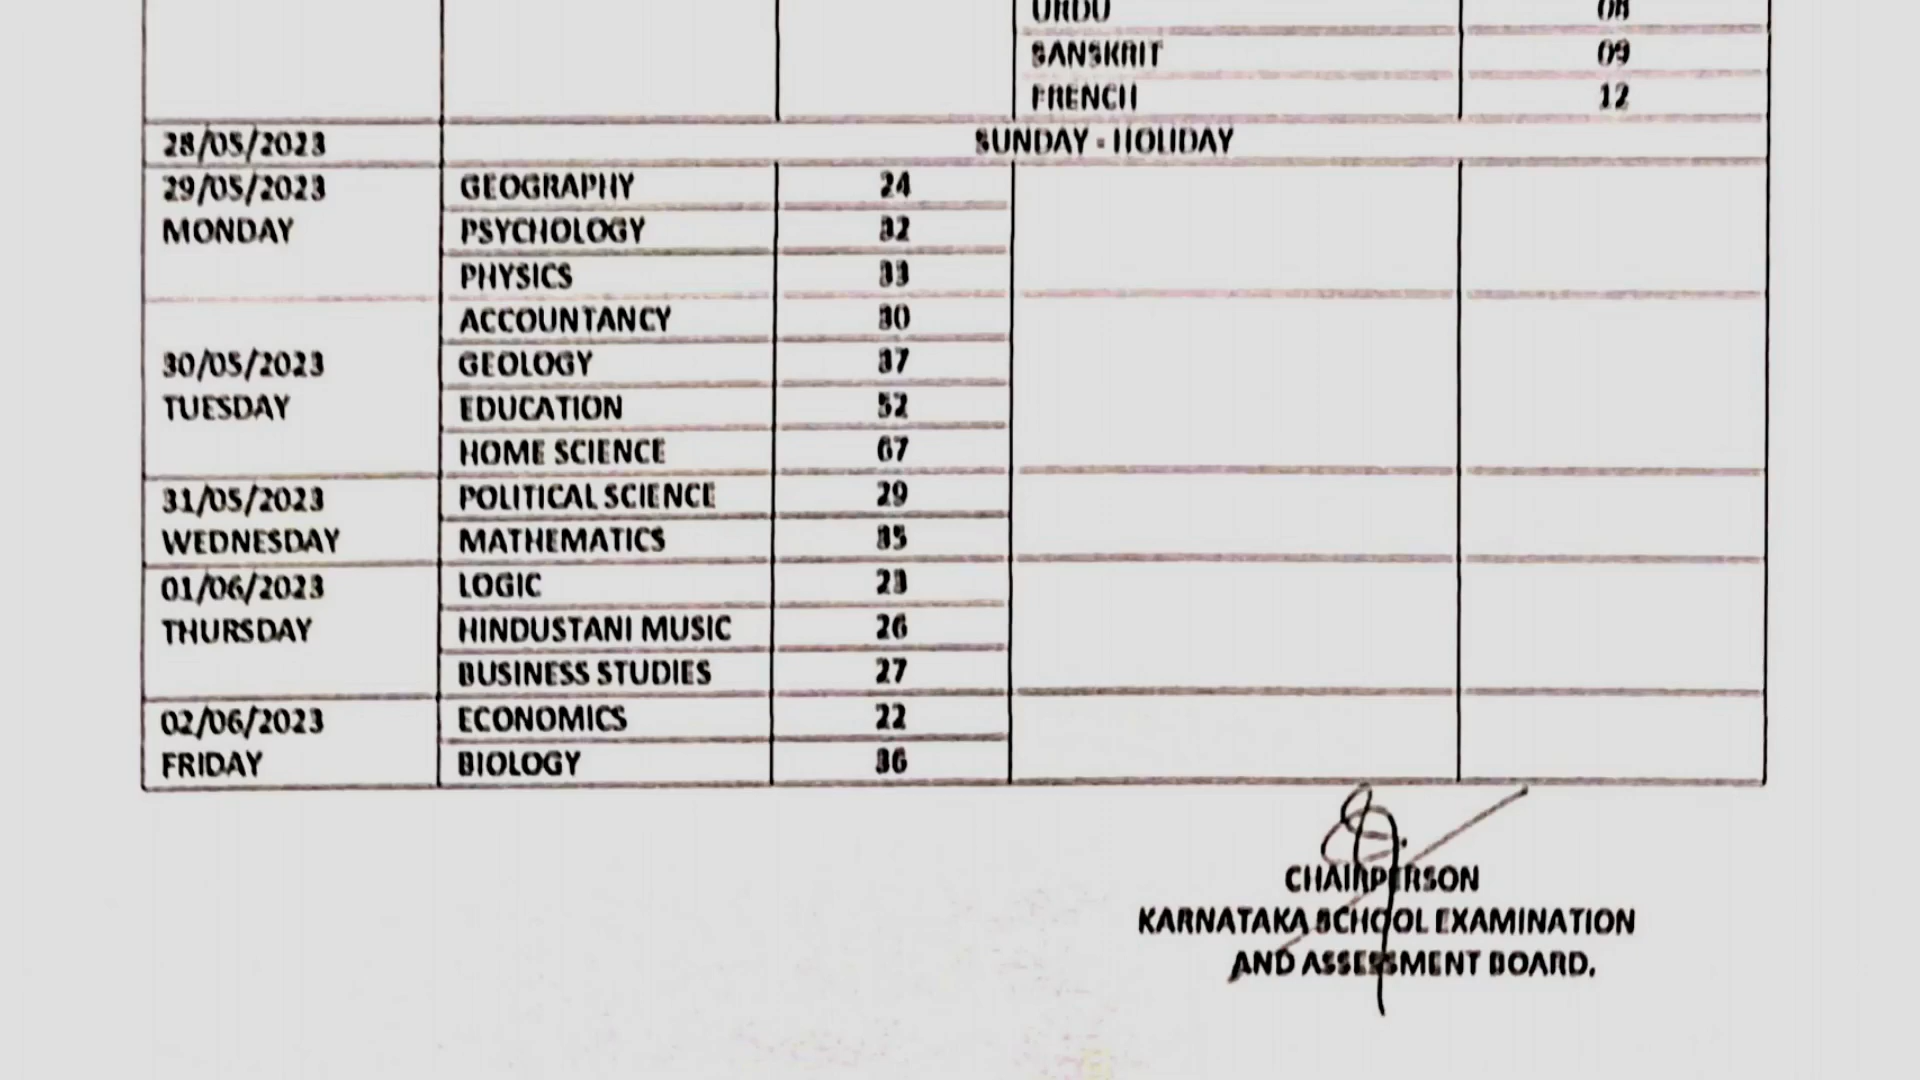 URDU 08
SANSKRIT 09
FRENCH 12
28/05/2023 SUNDAY - HOLIDAY
29/05/2023 GEOGRAPHY 24
MONDAY PSYCHOLOGY 32
PHYSICS 33
ACCOUNTANCY 30
30/05/2023 GEOLOGY 37
TUESDAY EDUCATION 52
HOME SCIENCE 67
31/05/2023 POLITICAL SCIENCE 29
WEDNESDAY MATHEMATICS 35
01/06/2023 LOGIC 23
THURSDAY HINDUSTANI MUSIC 26
BUSINESS STUDIES 27
02/06/2023 ECONOMICS 22
FRIDAY BIOLOGY 36
CHAIRPERSON
KARNATAKA SCHOOL EXAMINATION
AND ASSESSMENT BOARD.